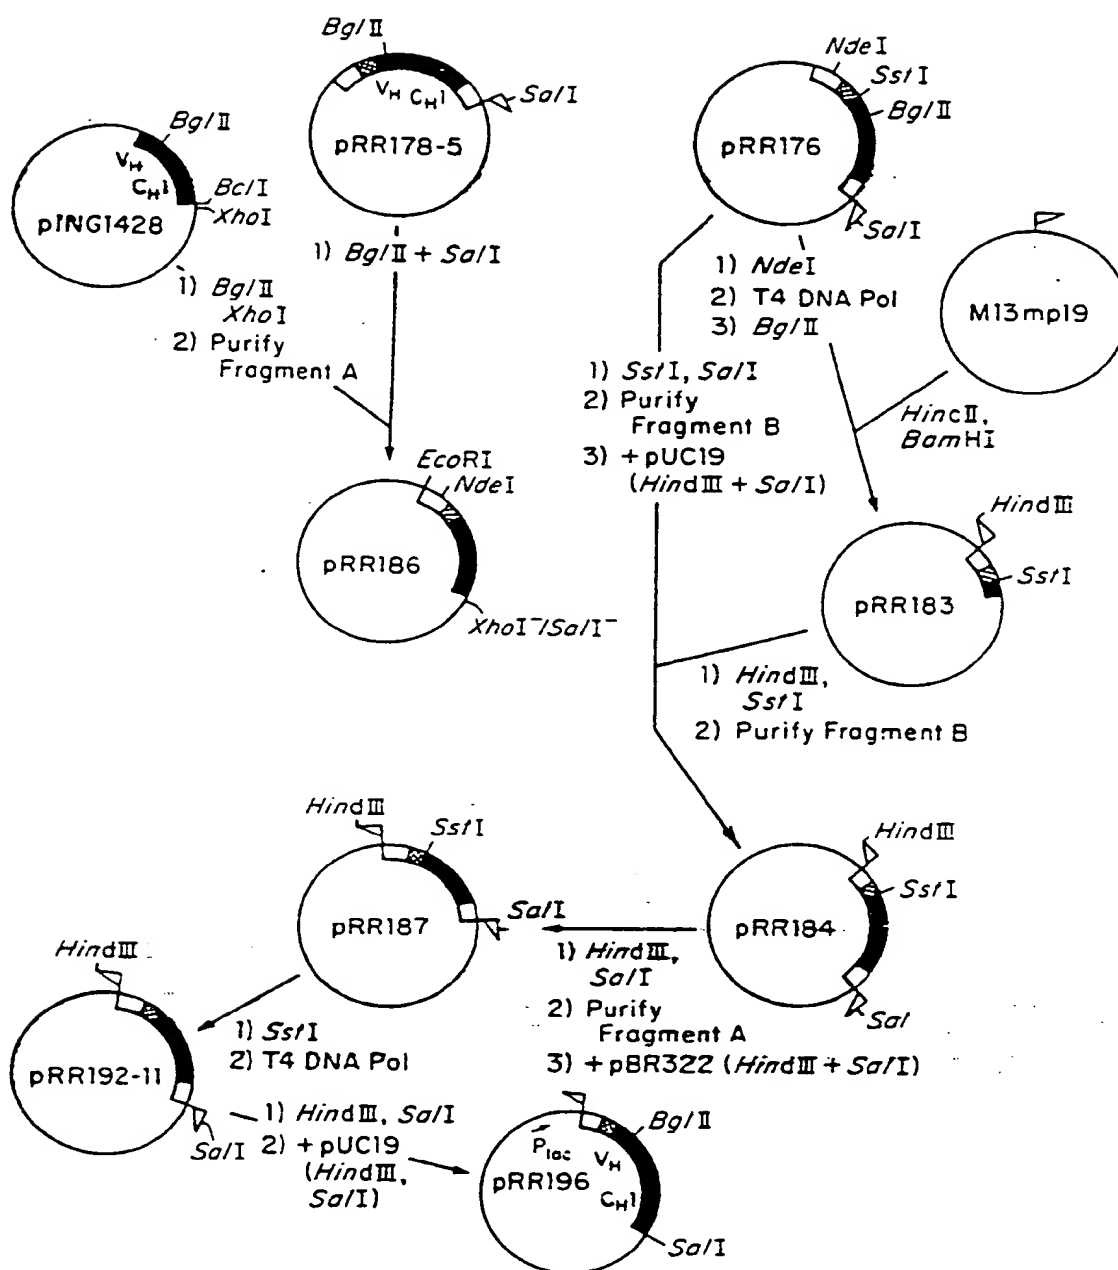 BglII
VH CH1
SalI
pRR178-5
BglII
VH
CH1
BclI
XhoI
pING1428
1) BglII
XhoI
2) Purify
Fragment A
1) BglII + SalI
EcoRI
NdeI
pRR186
XhoI⁻/SalI⁻
NdeI
SstI
BglII
pRR176
SalI
1) NdeI
2) T4 DNA Pol
3) BglII
M13mp19
HincII,
BamHI
1) SstI, SalI
2) Purify
Fragment B
3) + pUC19
(HindIII + SalI)
HindIII
SstI
pRR183
1) HindIII,
SstI
2) Purify Fragment B
HindIII
SstI
pRR184
Sal
1) HindIII,
SalI
2) Purify
Fragment A
3) + pBR322 (HindIII + SalI)
HindIII
SstI
pRR187
SalI
1) SstI
2) T4 DNA Pol
HindIII
pRR192-11
SalI
1) HindIII, SalI
2) + pUC19
(HindIII,
SalI)
Plac
BglII
VH
pRR196
CH1
SalI